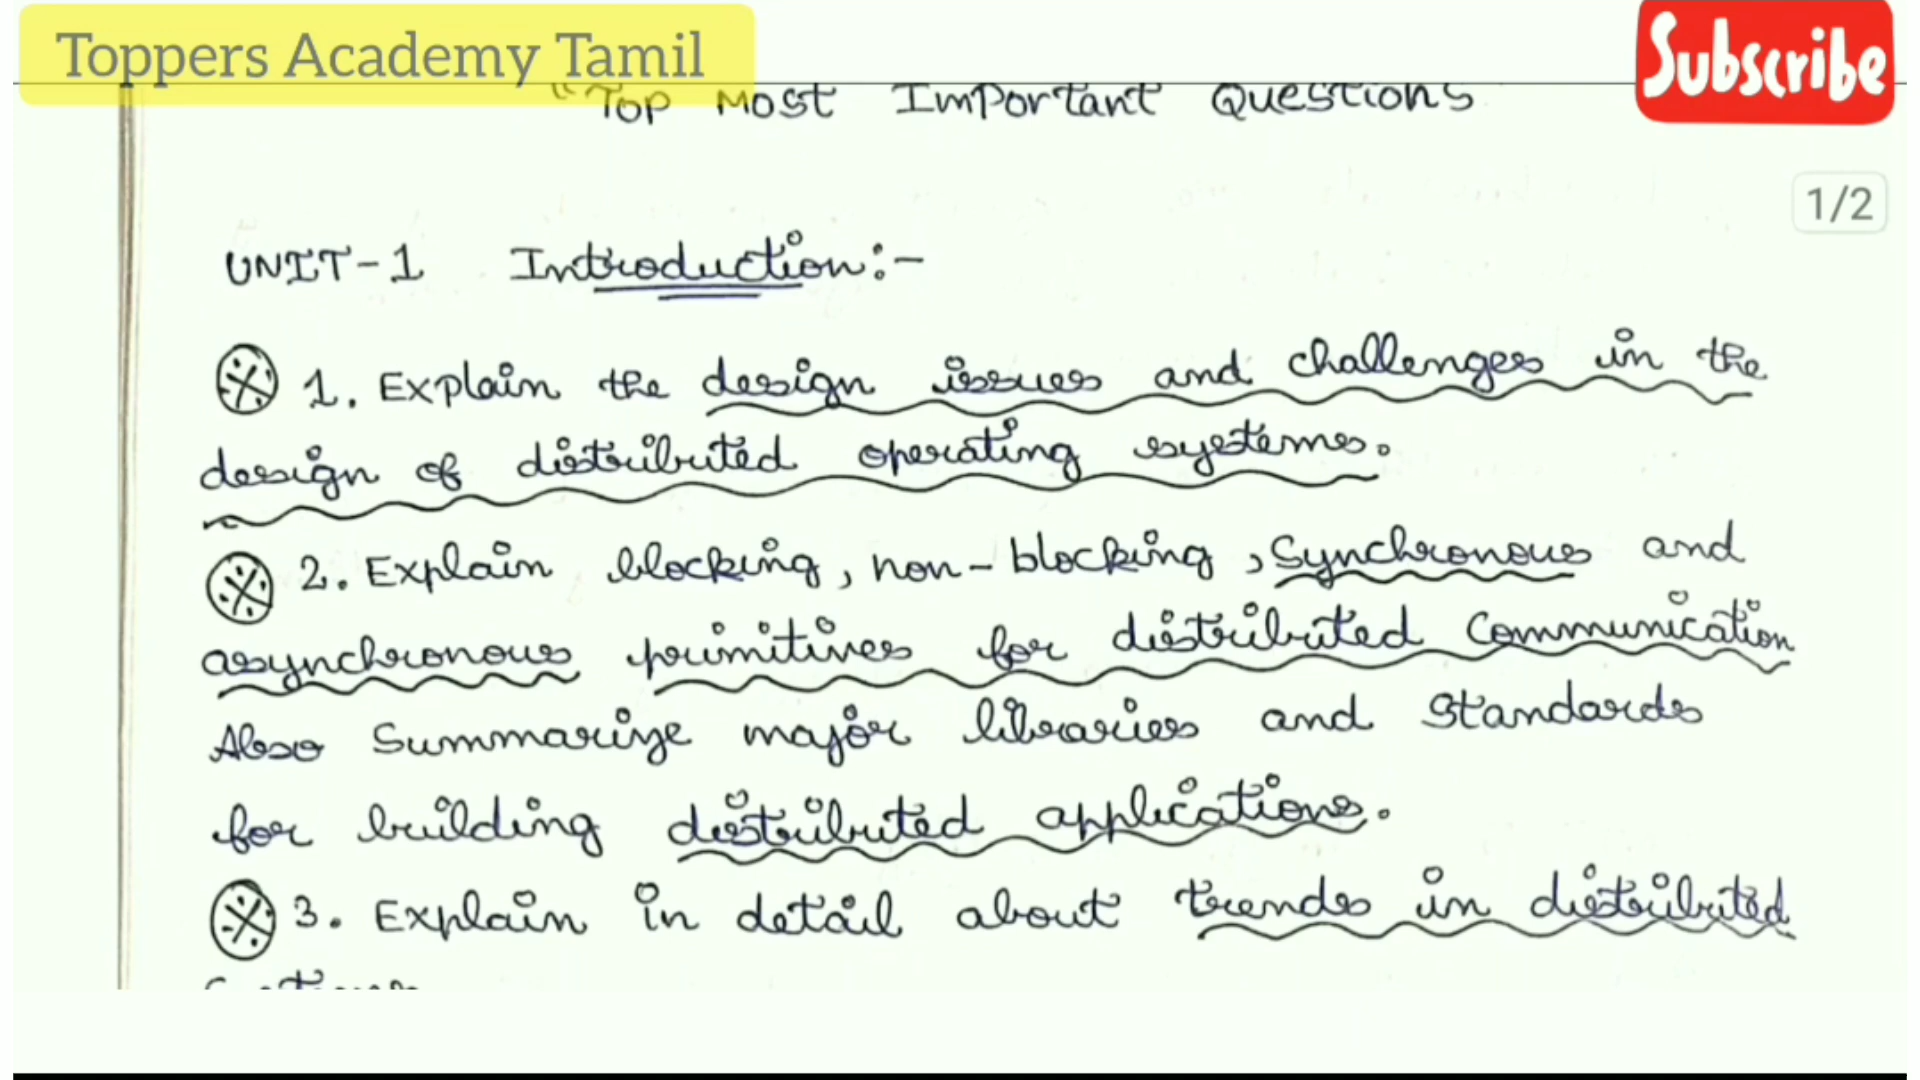 Toppers Academy Tamil
Subscribe
"Top Most Important Questions
1/2
UNIT-1 Introduction:-
1. Explain the design issues and challenges in the
design of distributed operating systems.
2. Explain blocking, non-blocking, Synchronous and
asynchronous primitives for distributed Communication
Also Summarize major libraries and Standards
for building distributed applications.
3. Explain in detail about trends in distributed